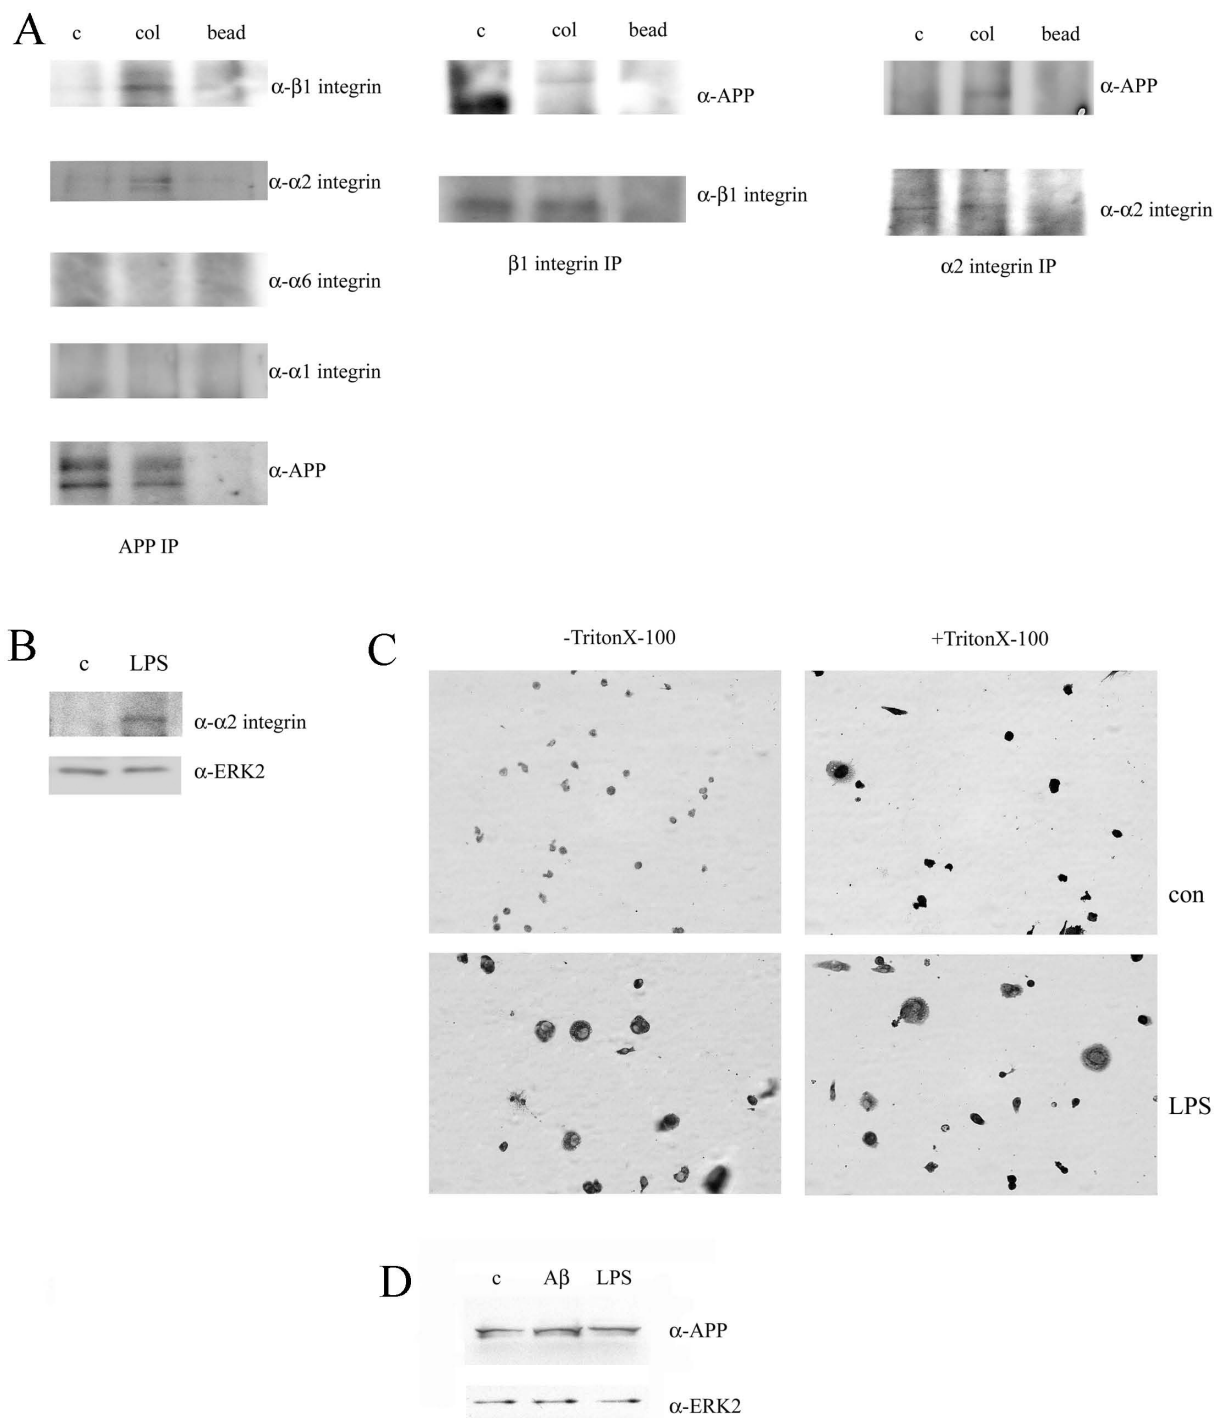 A
c col bead
α-β1 integrin
α-α2 integrin
α-α6 integrin
α-α1 integrin
α-APP
APP IP
c col bead
α-APP
α-β1 integrin
β1 integrin IP
c col bead
α-APP
α-α2 integrin
α2 integrin IP
B
c LPS
α-α2 integrin
α-ERK2
C
-TritonX-100 +TritonX-100
con
LPS
D
c Aβ LPS
α-APP
α-ERK2